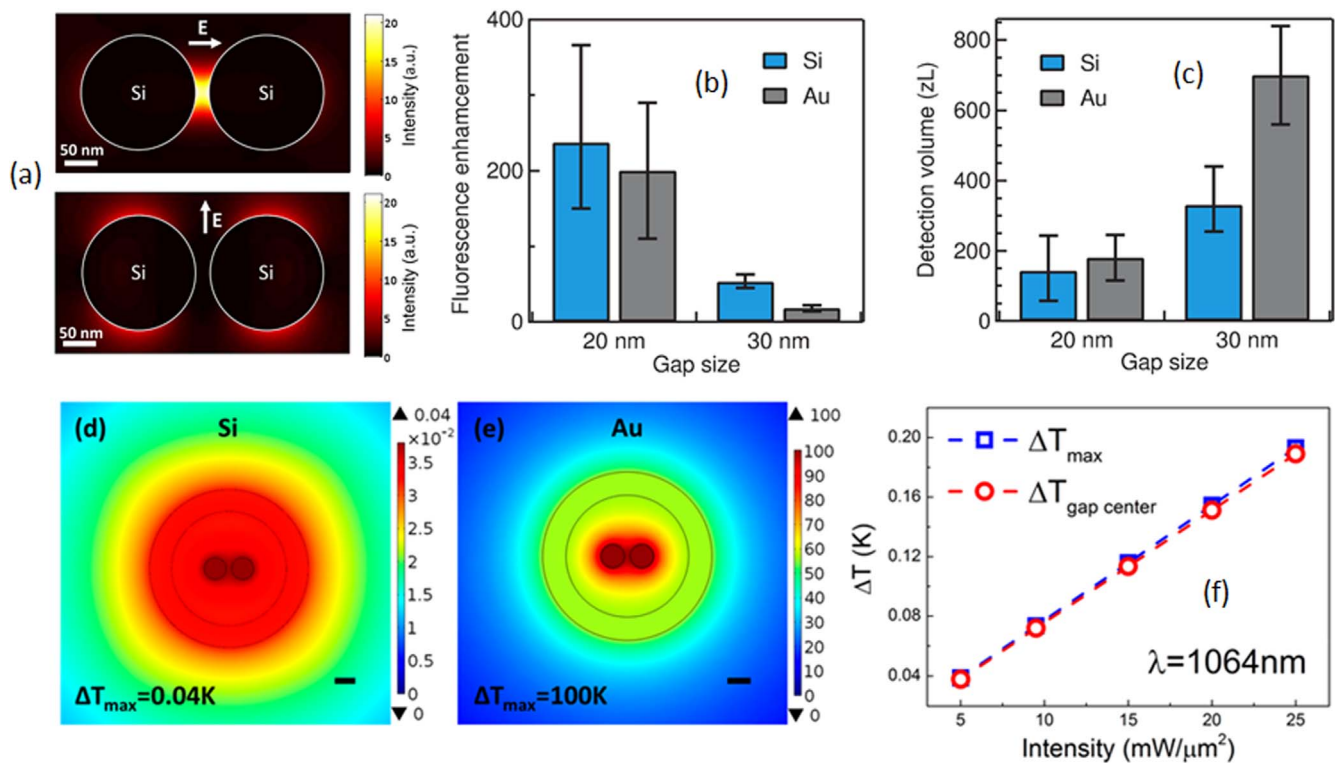 (a)
E
Si
Si
50 nm
Intensity (a.u.)
20
15
10
5
0
E
Si
Si
50 nm
Intensity (a.u.)
20
15
10
5
0
(b)
Fluorescence enhamcement
400
200
0
Si
Au
20 nm
30 nm
Gap size
(c)
Detection volume (zL)
800
600
400
200
0
Si
Au
20 nm
30 nm
Gap size
(d)
Si
ΔTmax=0.04K
0.04
×10⁻²
3.5
3
2.5
2
1.5
1
0.5
0
0
(e)
Au
ΔTmax=100K
100
100
90
80
70
60
50
40
30
20
10
0
0
(f)
ΔT (K)
0.20
0.16
0.12
0.08
0.04
ΔTmax
ΔTgap center
λ=1064nm
5
10
15
20
25
Intensity (mW/μm²)